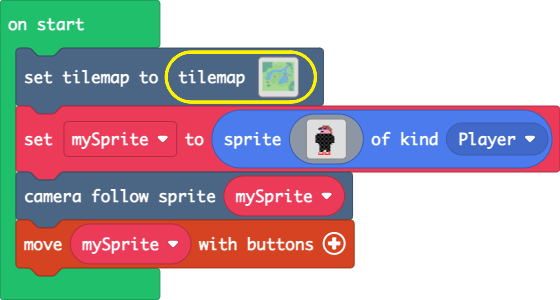 on start
set tilemap to tilemap
set mySprite to sprite of kind Player
camera follow sprite mySprite
move mySprite with buttons